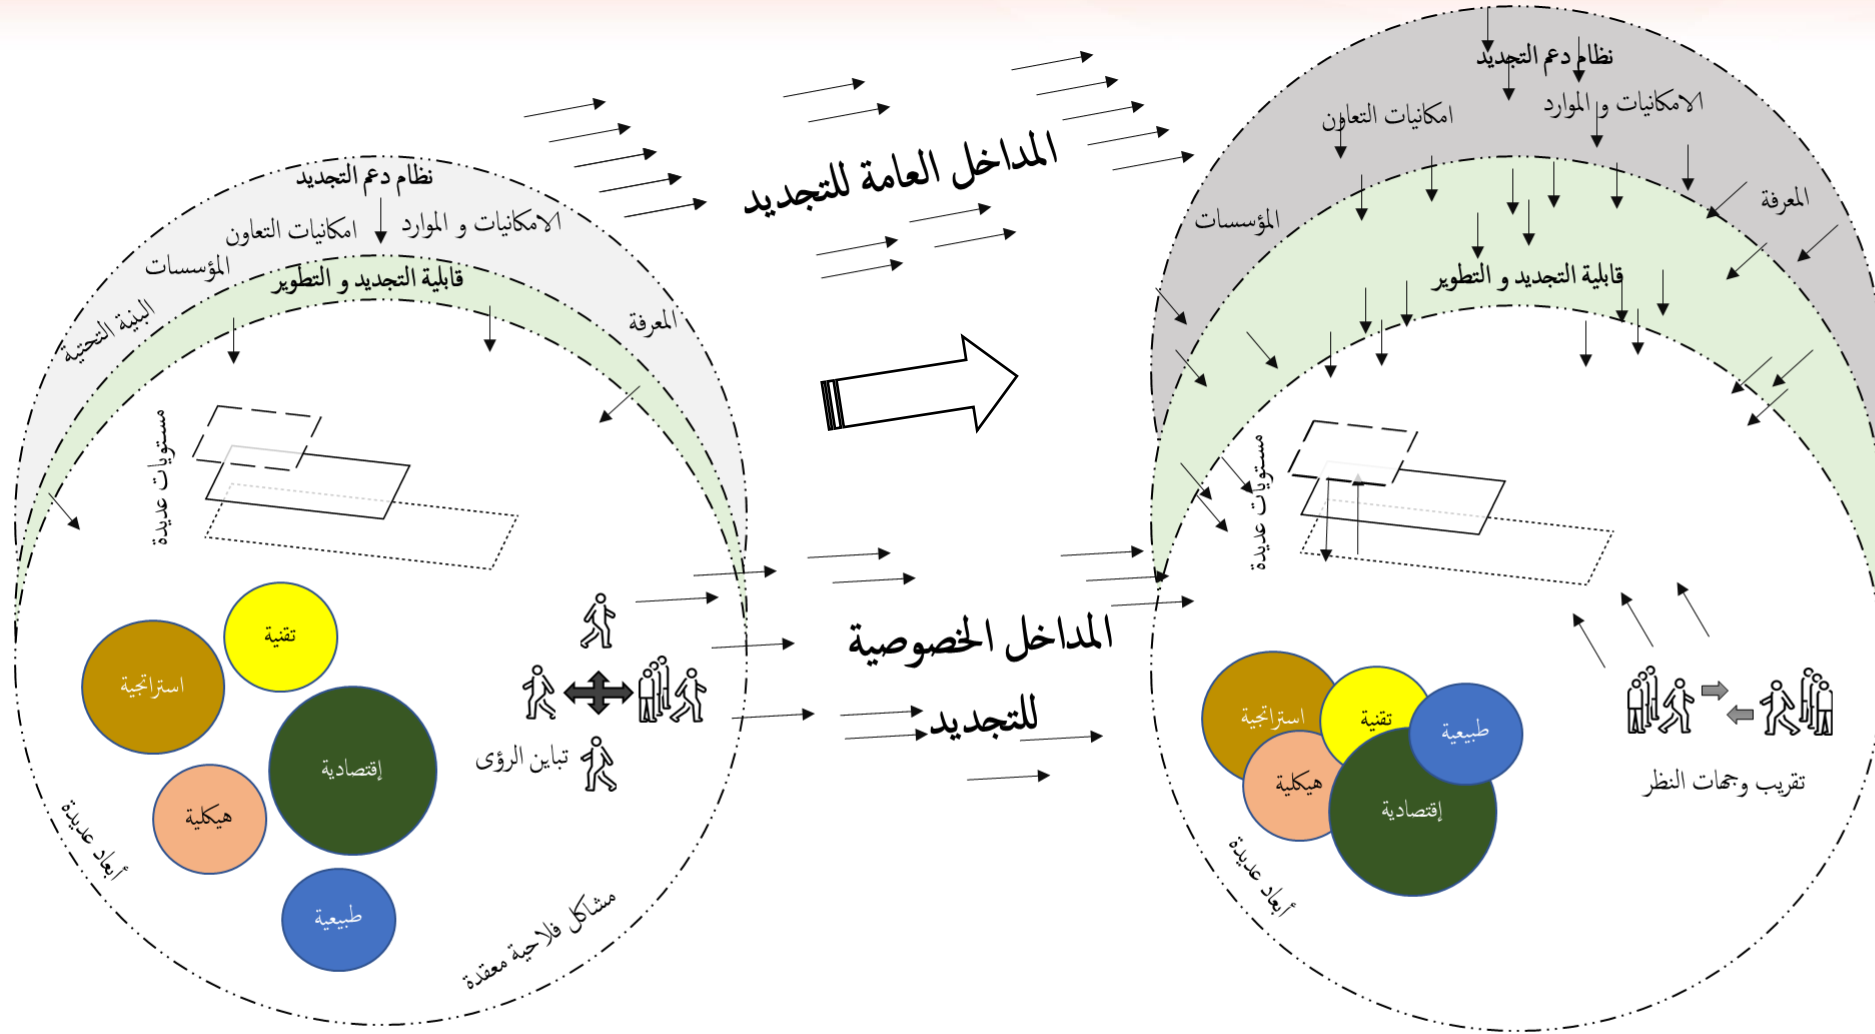 نظام دعم التجديد
الامكانيات و الموارد
امكانيات التعاون
المعرفة
المؤسسات
قابلية التجديد و التطوير
مستويات عديدة
استراتجية
تقنية
طبيعية
هيكلية
إقتصادية
تقريب وجهات النظر
أبعاد عديدة
المداخل العامة للتجديد
المداخل الخصوصية
للتجديد
نظام دعم التجديد
الامكانيات و الموارد
امكانيات التعاون
المؤسسات
البنية التحتية
المعرفة
قابلية التجديد و التطوير
مستويات عديدة
تقنية
استراتجية
إقتصادية
هيكلية
طبيعية
تباين الرؤى
أبعاد عديدة
مشاكل فلاحية معقدة